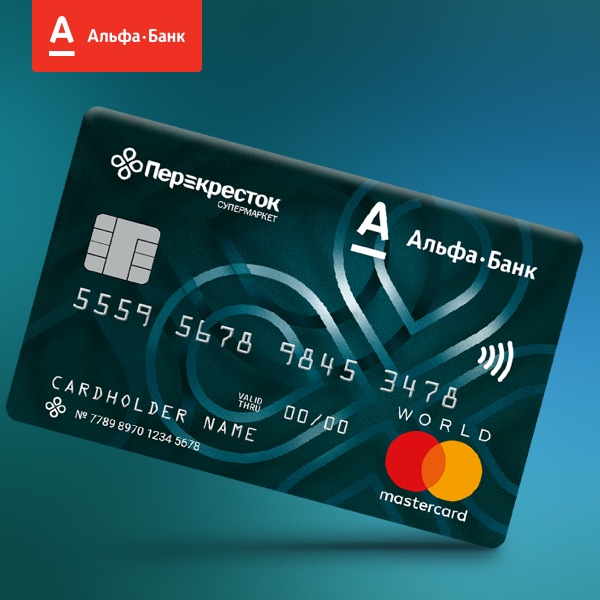 А Альфа·Банк
Перекресток
СУПЕРМАРКЕТ
А Альфа·Банк
5559 5678 9845 3478
VALID
THRU
00/00
CARDHOLDER NAME
№ 7789 8970 1234 5678
WORLD
mastercard